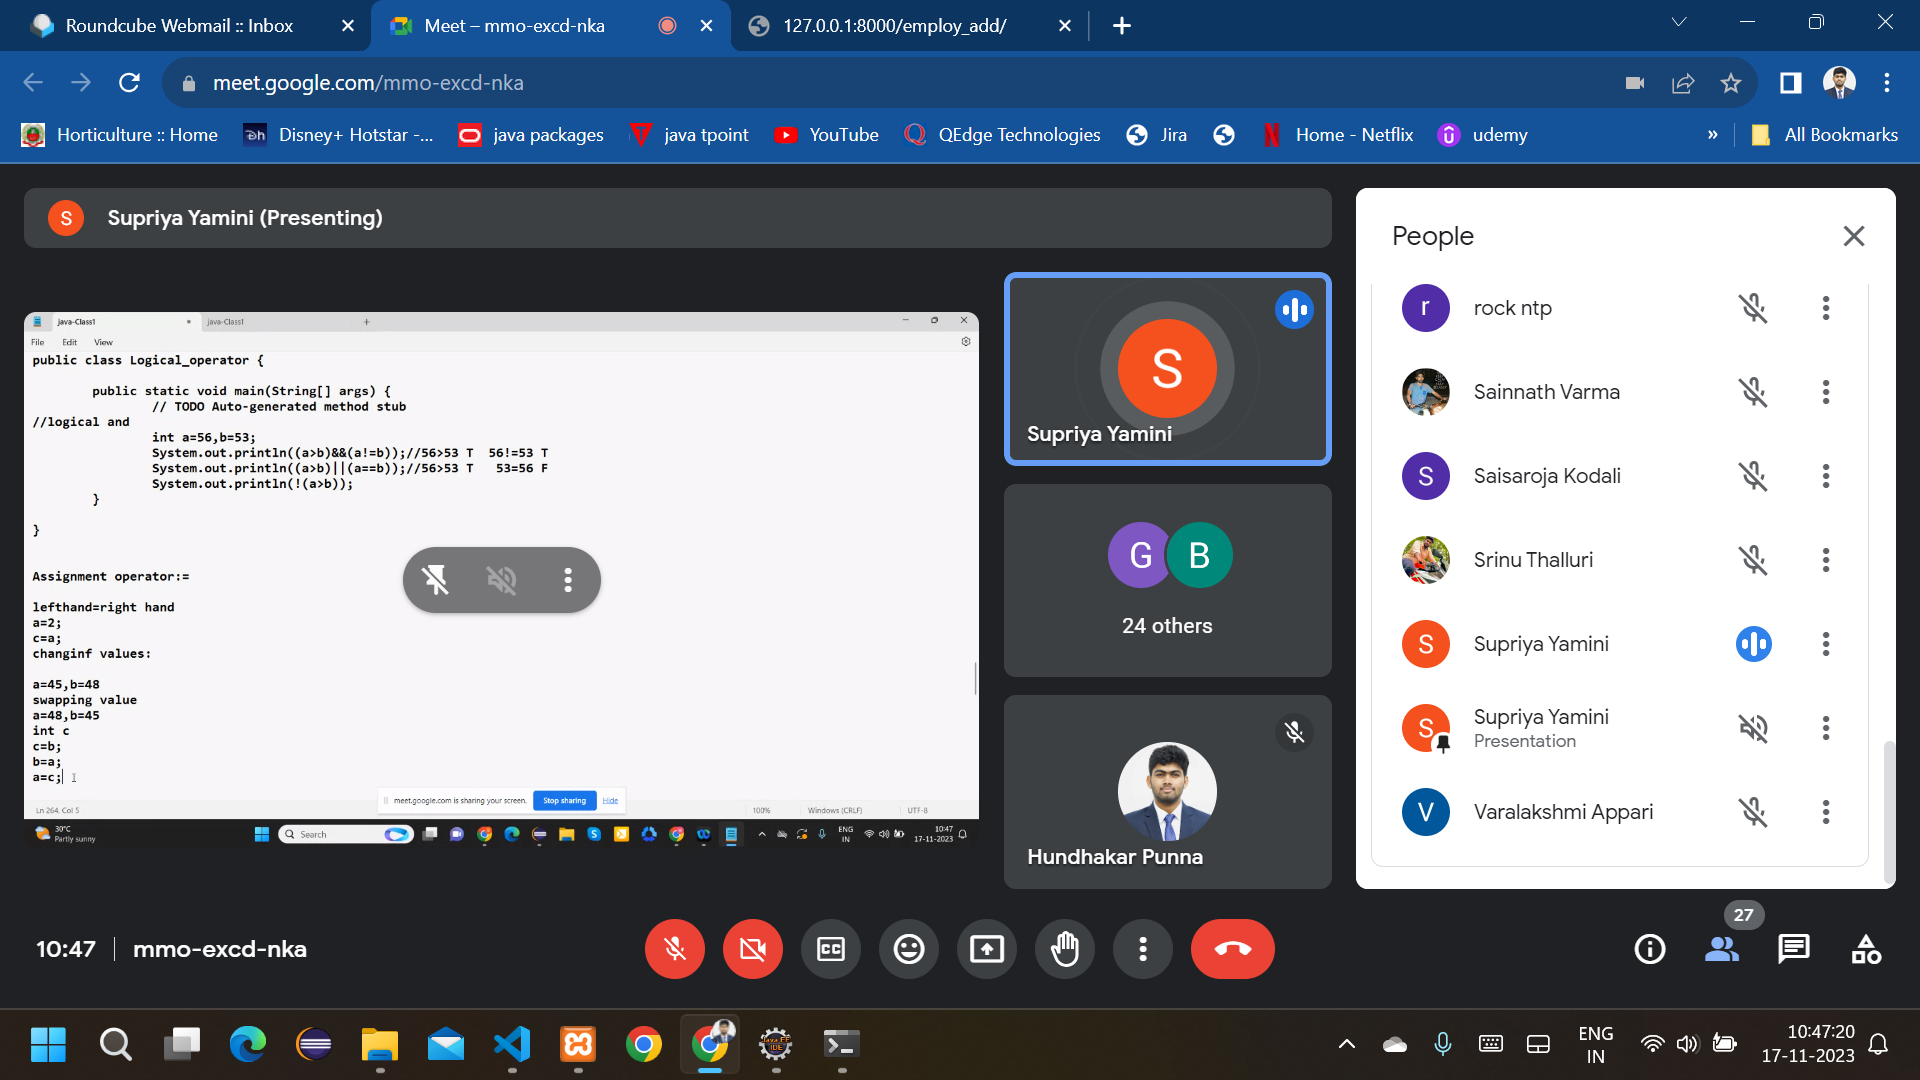 Roundcube Webmail :: Inbox
Meet – mmo-excd-nka
127.0.0.1:8000/employ_add/
meet.google.com/mmo-excd-nka
Horticulture :: Home
Disney+ Hotstar -...
java packages
java tpoint
YouTube
QEdge Technologies
Jira
Home - Netflix
udemy
»
All Bookmarks
S
Supriya Yamini (Presenting)
java-Class1
java-Class1
File Edit View
public class Logical_operator {
public static void main(String[] args) {
// TODO Auto-generated method stub
//logical and
int a=56,b=53;
System.out.println((a>b)&&(a!=b));//56>53 T 56!=53 T
System.out.println((a>b)||(a==b));//56>53 T 53=56 F
System.out.println(!(a>b));
}
}
Assignment operator:=
lefthand=right hand
a=2;
c=a;
changinf values:
a=45,b=48
swapping value
a=48,b=45
int c
c=b;
b=a;
a=c;
meet.google.com is sharing your screen.
Stop sharing
Hide
Ln 264, Col 5
100%
Windows (CRLF)
UTF-8
30°C
Partly sunny
Search
ENG
IN
10:47
17-11-2023
S
Supriya Yamini
G
B
24 others
Hundhakar Punna
People
r
rock ntp
Sainnath Varma
S
Saisaroja Kodali
Srinu Thalluri
S
Supriya Yamini
S
Supriya Yamini
Presentation
V
Varalakshmi Appari
10:47
mmo-excd-nka
CC
27
Java EE
IDE
ENG
IN
10:47:20
17-11-2023